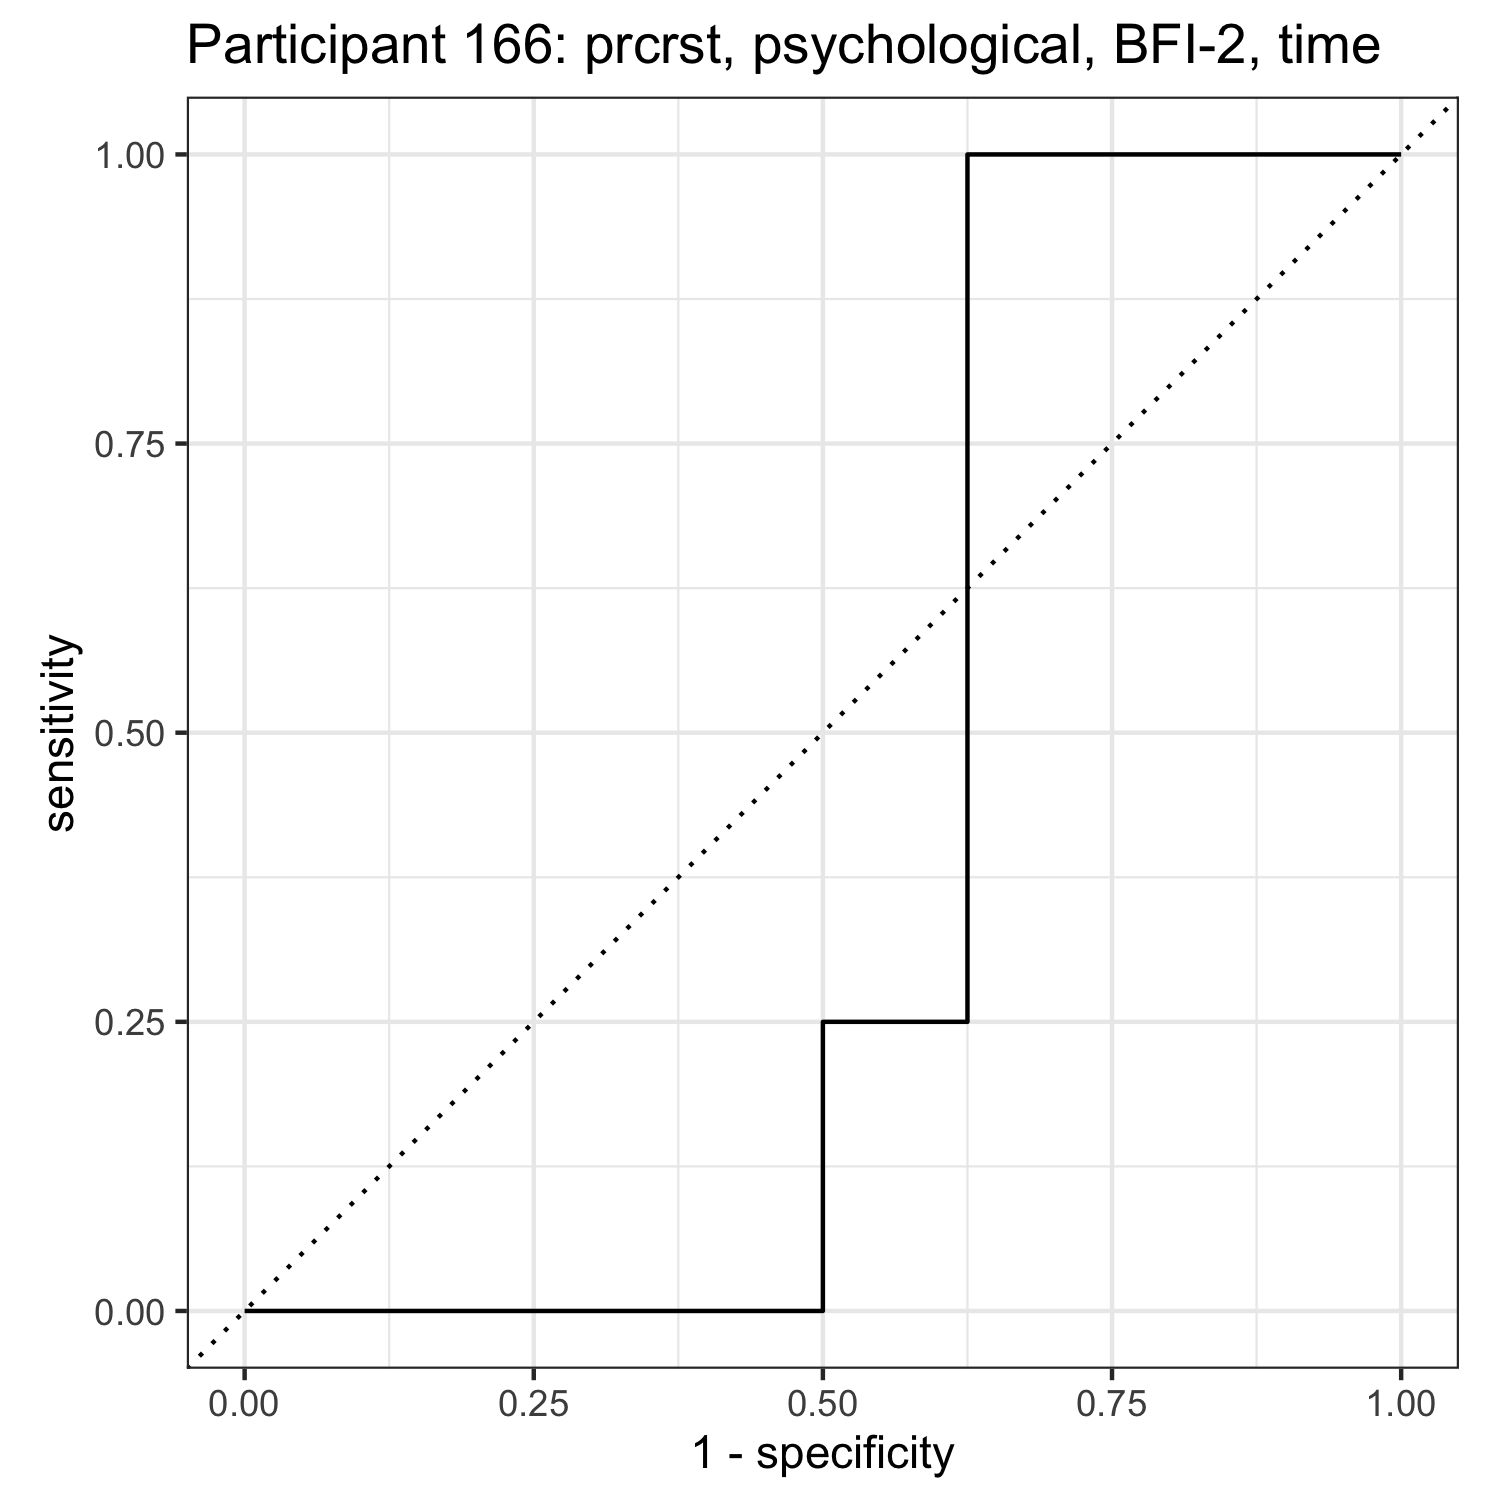 Participant 166: prcrst, psychological, BFI-2, time
1.00
0.75
0.50
0.25
0.00
sensitivity
0.00 0.25 0.50 0.75 1.00
1 - specificity